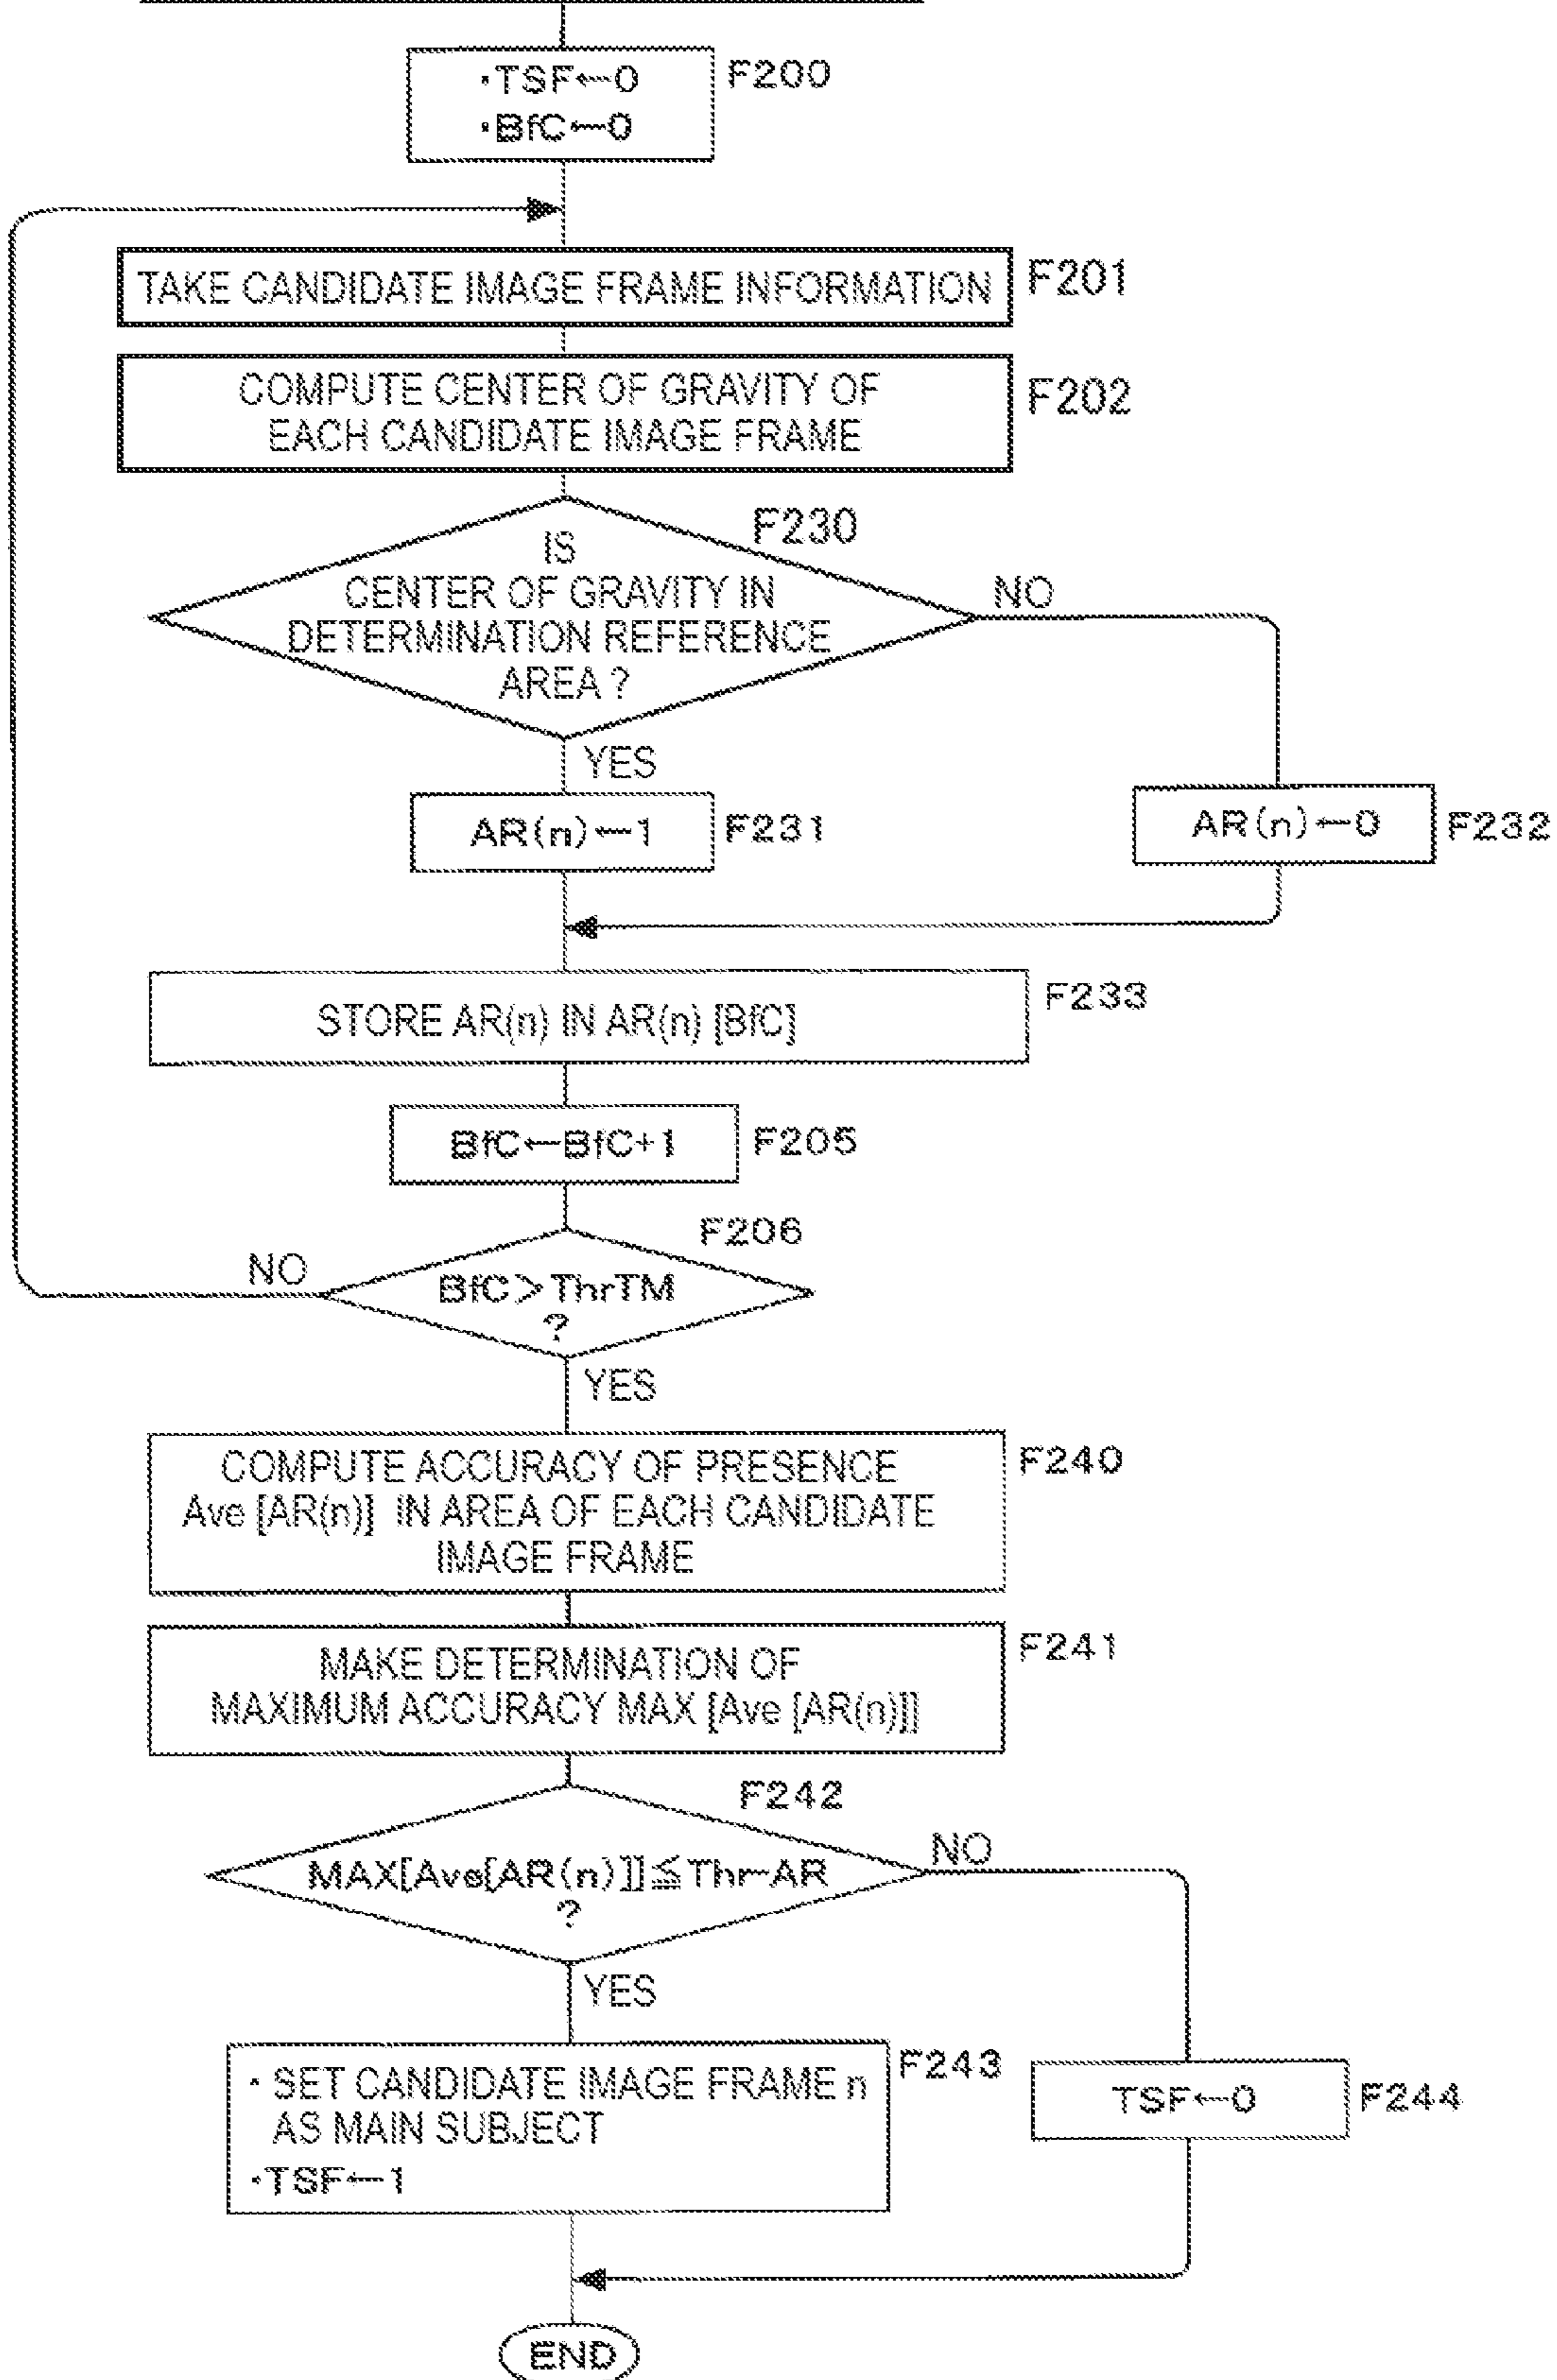 ・TSF←0
・BfC←0
F200
TAKE CANDIDATE IMAGE FRAME INFORMATION
F201
COMPUTE CENTER OF GRAVITY OF
EACH CANDIDATE IMAGE FRAME
F202
F230
IS
CENTER OF GRAVITY IN
DETERMINATION REFERENCE
AREA ?
NO
YES
AR(n)←1
F231
AR(n)←0
F232
STORE AR(n) IN AR(n) [BfC]
F233
BfC←BfC+1
F205
F206
NO
BfC>ThrTM
?
YES
COMPUTE ACCURACY OF PRESENCE
Ave [AR(n)] IN AREA OF EACH CANDIDATE
IMAGE FRAME
F240
MAKE DETERMINATION OF
MAXIMUM ACCURACY MAX [Ave [AR(n)]]
F241
F242
MAX[Ave[AR(n)]]≦Thr-AR
?
NO
YES
・SET CANDIDATE IMAGE FRAME n
AS MAIN SUBJECT
・TSF←1
F243
TSF←0
F244
END